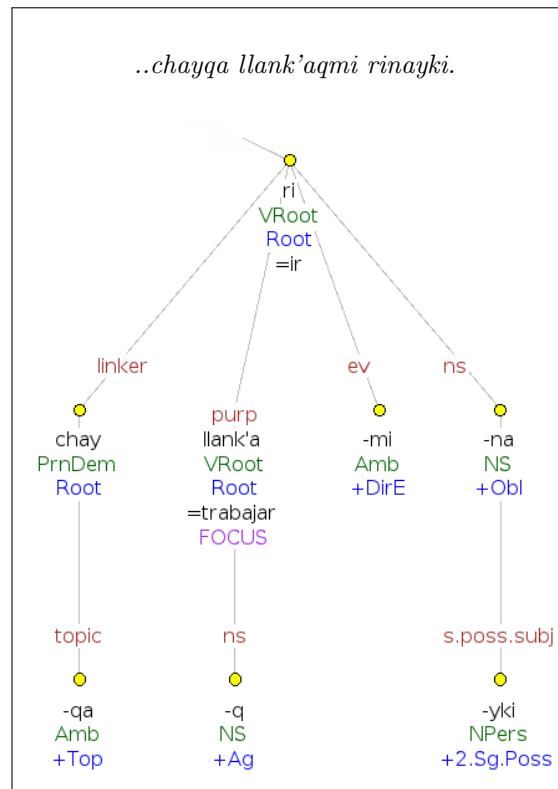 ..chayqa llank'aqmi rinayki.
ri
VRoot
Root
=ir
linker purp ev ns
chay llank'a -mi -na
PrnDem VRoot Amb NS
Root Root +DirE +Obl
=trabajar
FOCUS
topic ns s.poss.subj
-qa -q -yki
Amb NS NPers
+Top +Ag +2.Sg.Poss